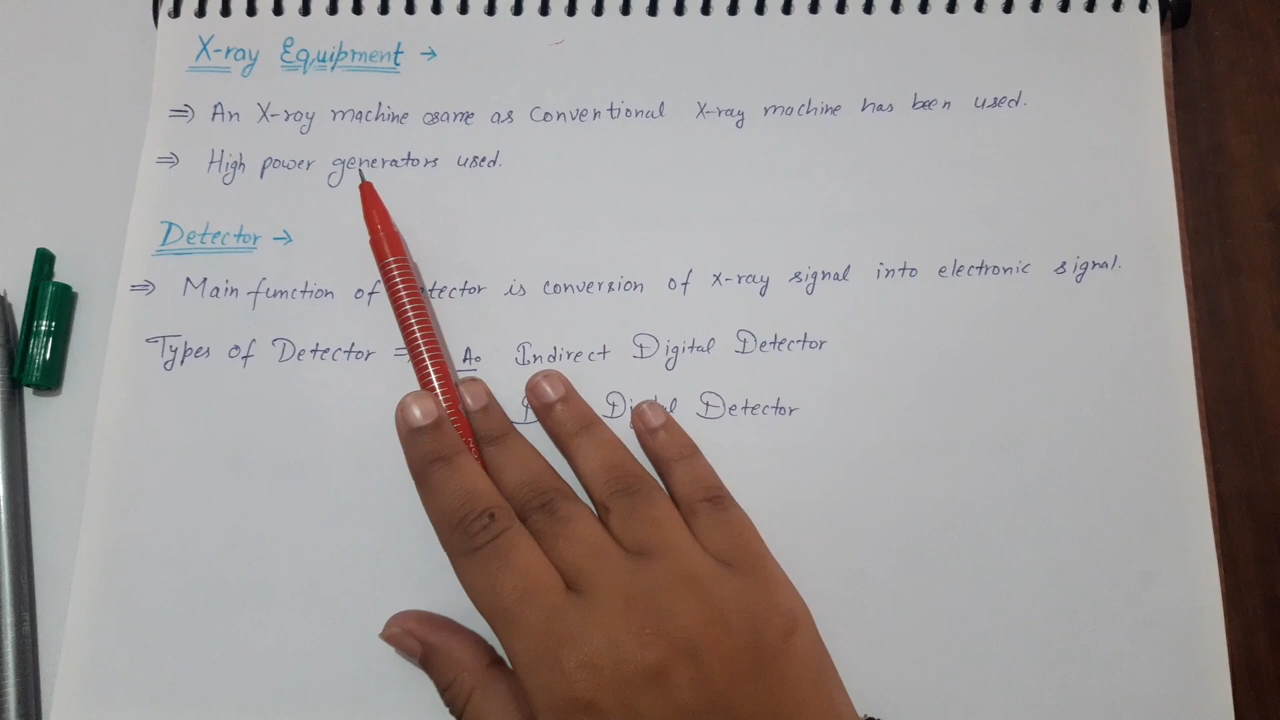 X-ray Equipment →
⇒ An X-ray machine same as Conventional X-ray machine has been used.
⇒ High power generators used.
Detector →
⇒ Main function of is conversion of X-ray signal into electronic signal.
Types of Detector ⇒ A. Indirect Digital Detector
Detector